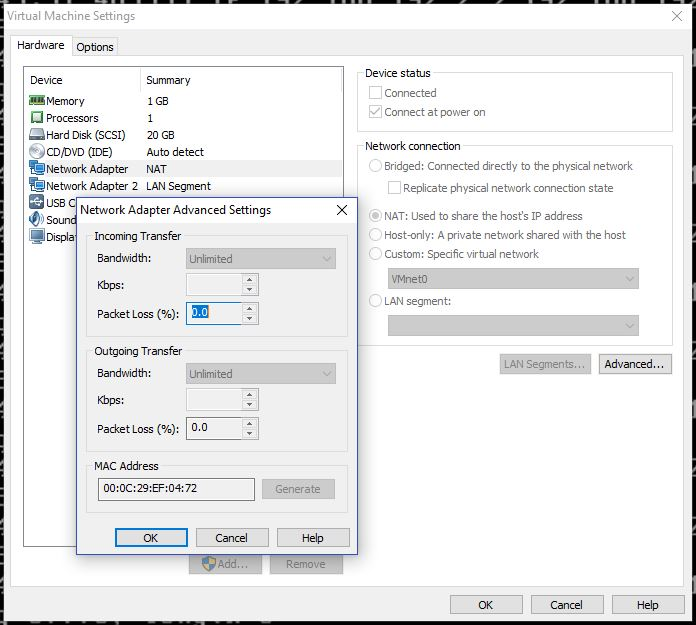 Virtual Machine Settings
Hardware
Options
Device Summary
Memory 1 GB
Processors 1
Hard Disk (SCSI) 20 GB
CD/DVD (IDE) Auto detect
Network Adapter NAT
Network Adapter 2 LAN Segment
USB C
Sound
Displa
Network Adapter Advanced Settings
Incoming Transfer
Bandwidth: Unlimited
Kbps:
Packet Loss (%): 0.0
Outgoing Transfer
Bandwidth: Unlimited
Kbps:
Packet Loss (%): 0.0
MAC Address
00:0C:29:EF:04:72 Generate
OK Cancel Help
Add... Remove
Device status
Connected
Connect at power on
Network connection
Bridged: Connected directly to the physical network
Replicate physical network connection state
NAT: Used to share the host's IP address
Host-only: A private network shared with the host
Custom: Specific virtual network
VMnet0
LAN segment:
LAN Segments... Advanced...
OK Cancel Help